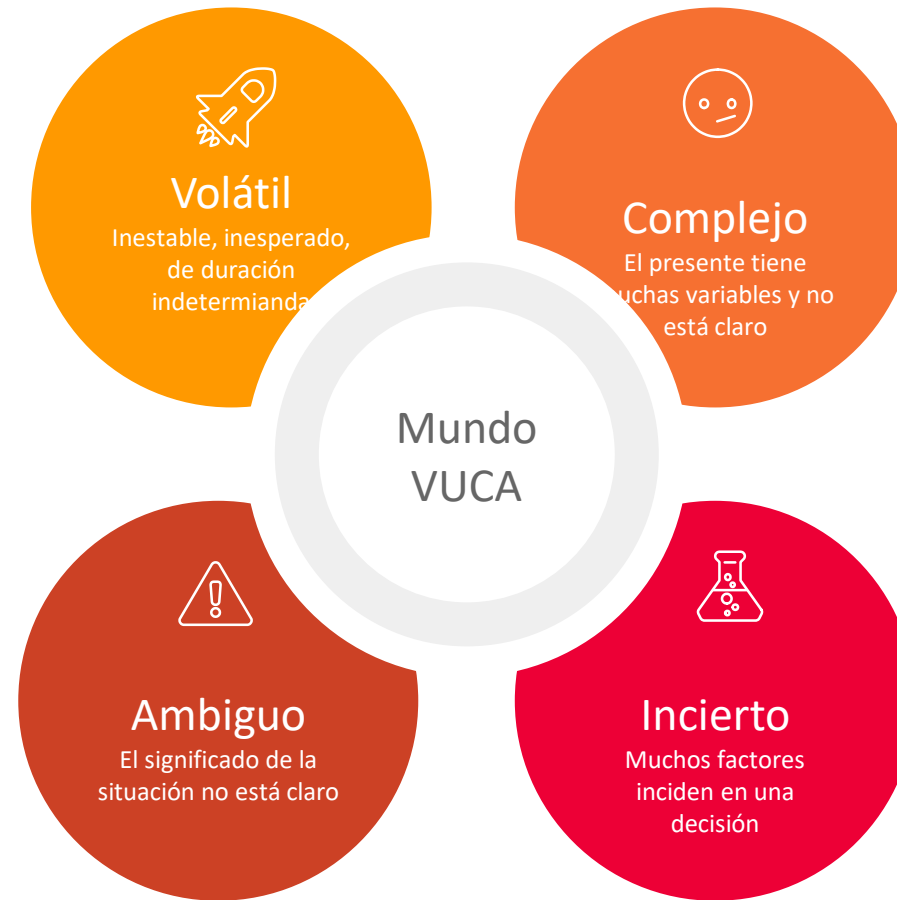 Volátil
Inestable, inesperado,
de duración
indetermianda
Complejo
El presente tiene
uchas variables y no
está claro
Mundo
VUCA
Ambiguo
El significado de la
situación no está claro
Incierto
Muchos factores
inciden en una
decisión